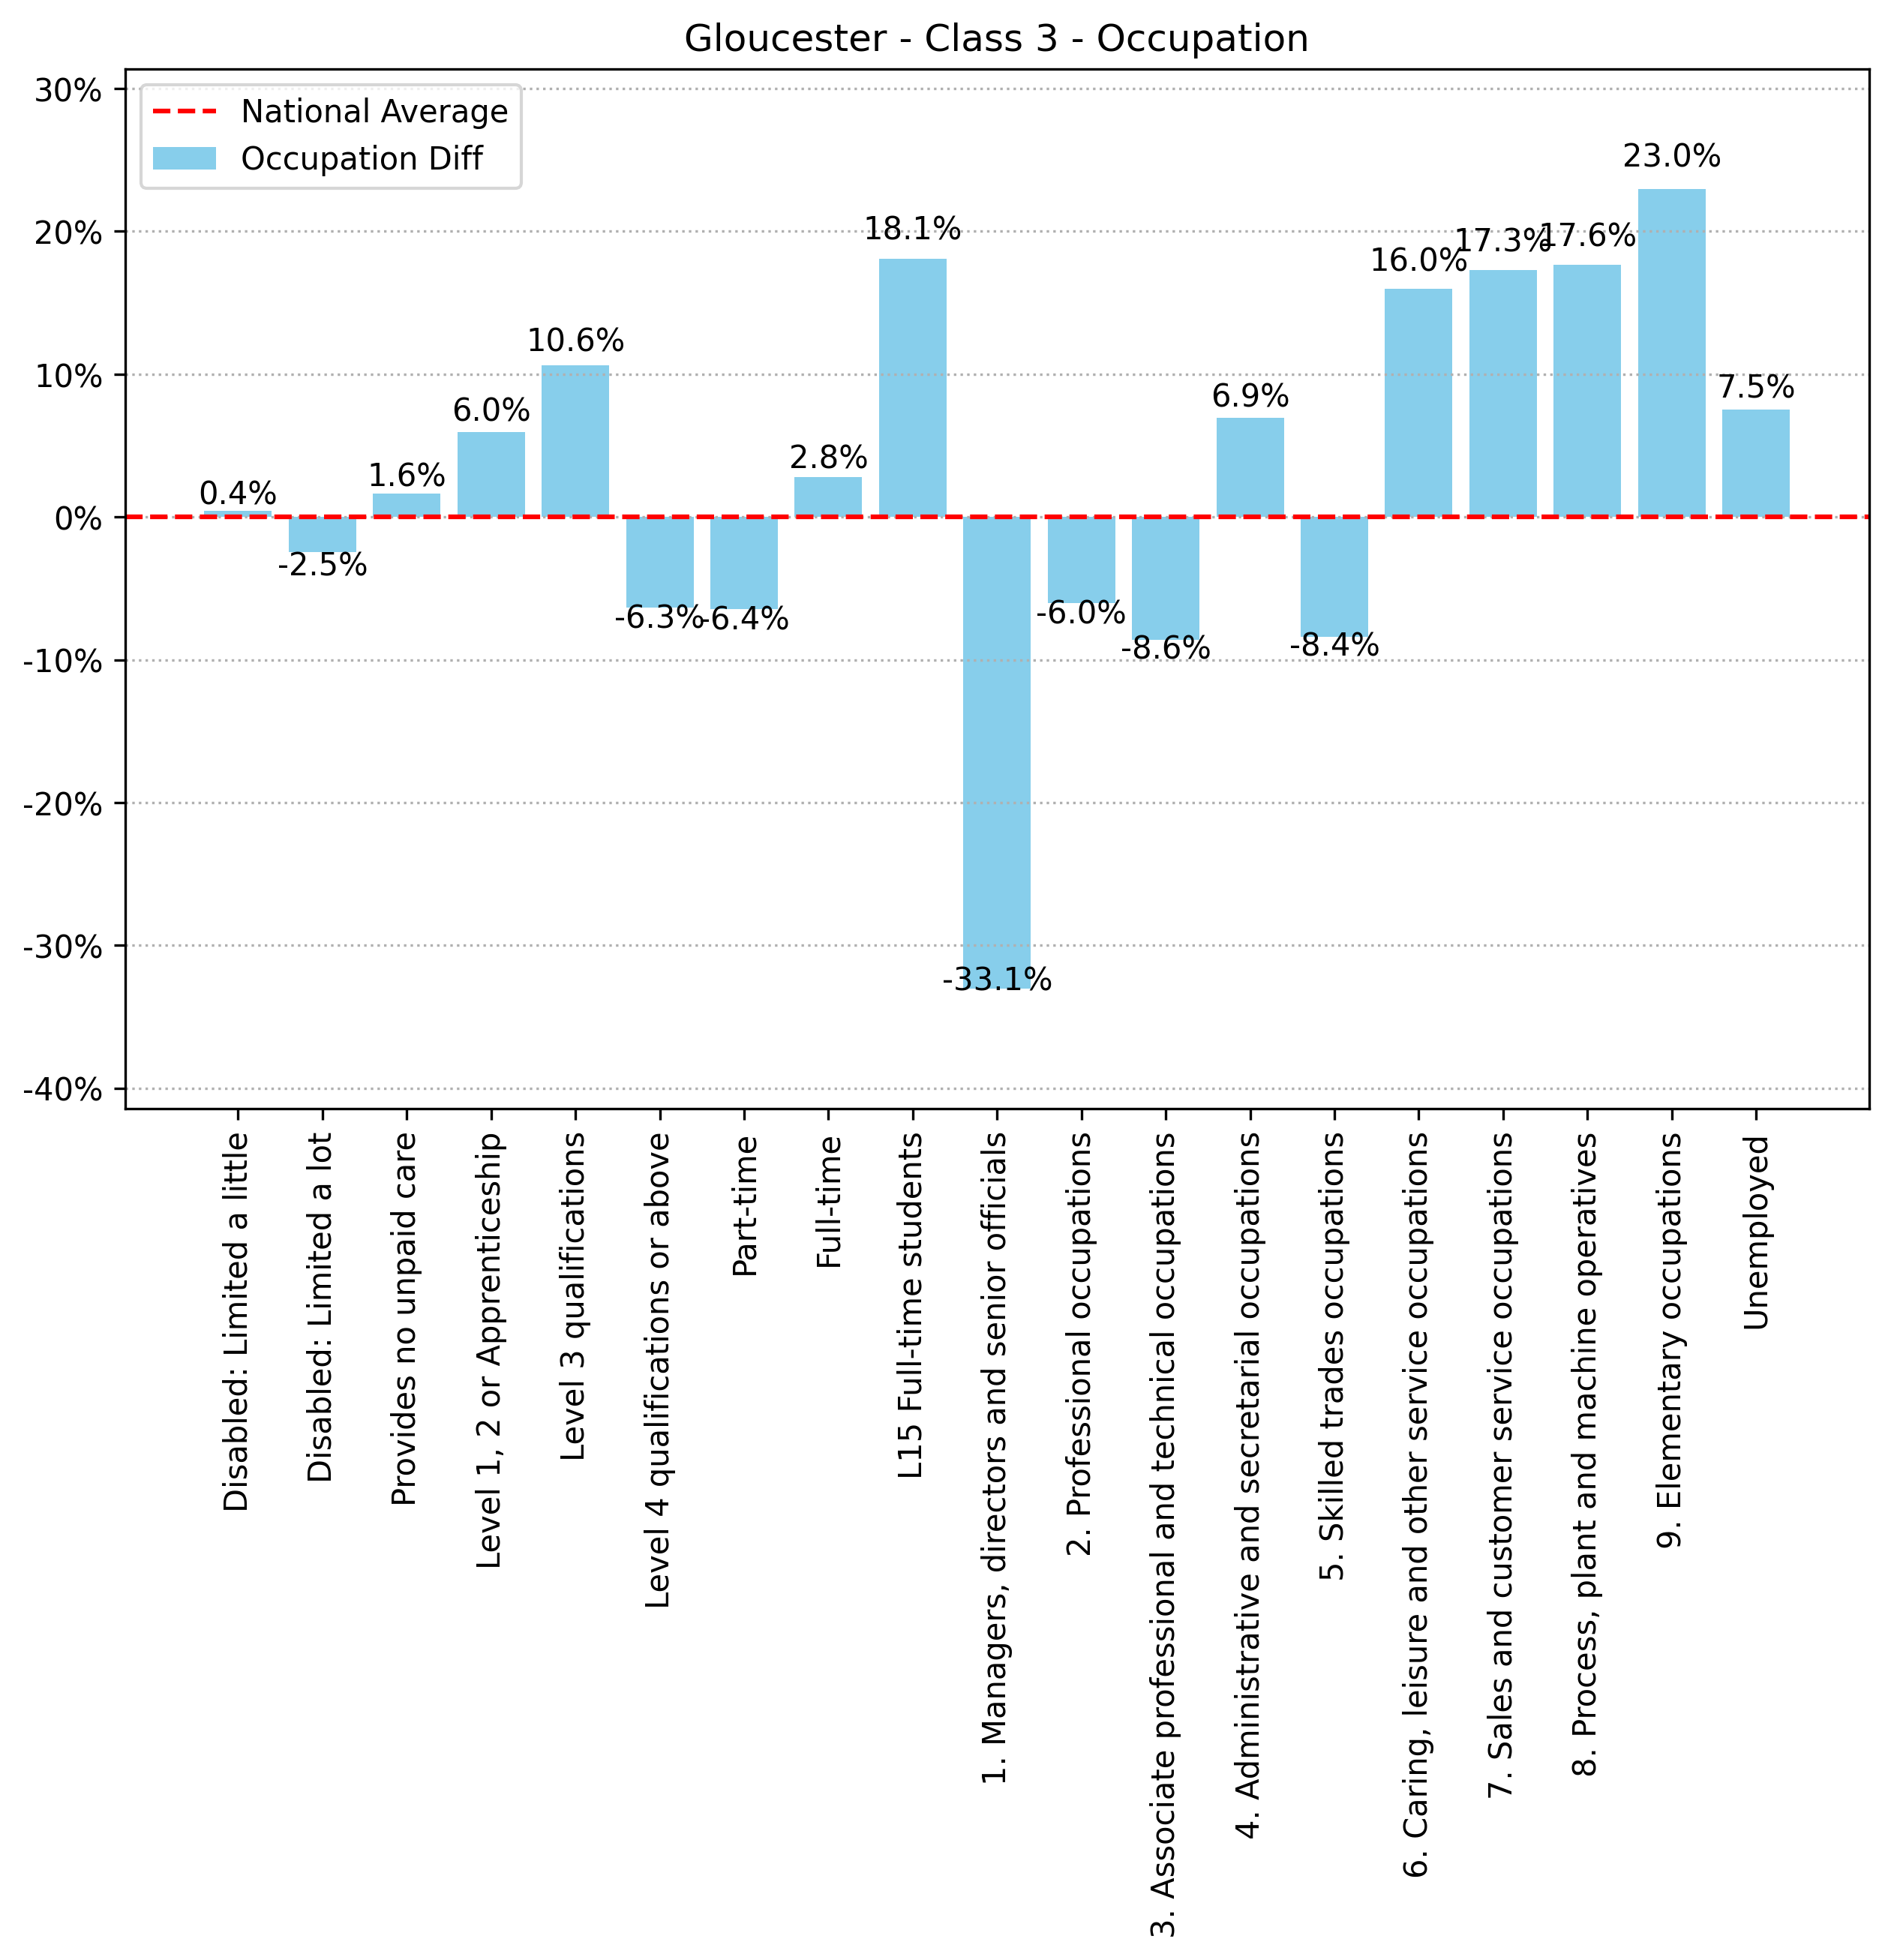 Gloucester - Class 3 - Occupation
National Average
Occupation Diff
30%
20%
10%
0%
-10%
-20%
-30%
-40%
0.4%
-2.5%
1.6%
6.0%
10.6%
-6.3%
-6.4%
2.8%
18.1%
-33.1%
-6.0%
-8.6%
6.9%
-8.4%
16.0%
17.3%
17.6%
23.0%
7.5%
Disabled: Limited a little
Disabled: Limited a lot
Provides no unpaid care
Level 1, 2 or Apprenticeship
Level 3 qualifications
Level 4 qualifications or above
Part-time
Full-time
L15 Full-time students
1. Managers, directors and senior officials
2. Professional occupations
3. Associate professional and technical occupations
4. Administrative and secretarial occupations
5. Skilled trades occupations
6. Caring, leisure and other service occupations
7. Sales and customer service occupations
8. Process, plant and machine operatives
9. Elementary occupations
Unemployed